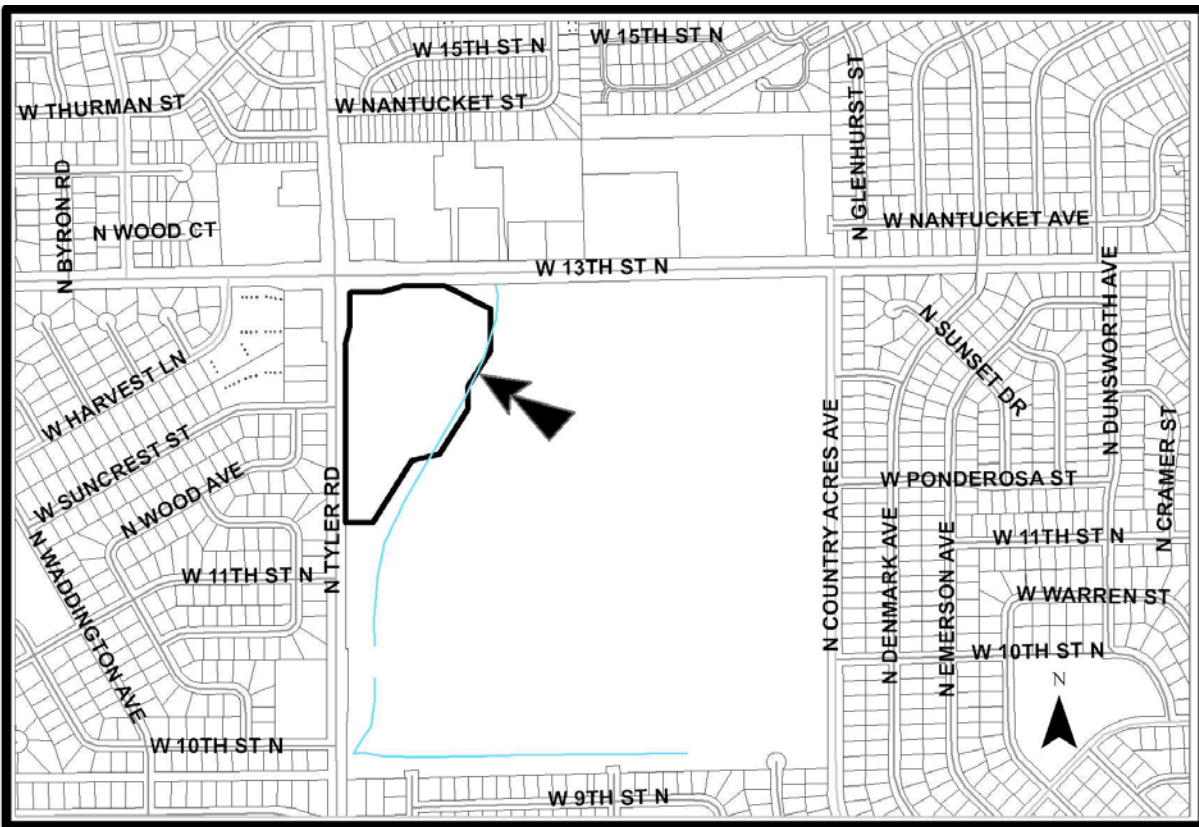 W 15TH ST N
W 15TH ST N
W THURMAN ST
W NANTUCKET ST
N GLENHURST ST
N BYRON RD
N WOOD CT
W NANTUCKET AVE
W 13TH ST N
N DUNSWORTH AVE
N SUNSET DR
W HARVEST LN
W SUNCREST ST
N WOOD AVE
N TYLER RD
N COUNTRY ACRES AVE
W PONDEROSA ST
N CRAMER ST
N WADDINGTON AVE
W 11TH ST N
N DENMARK AVE
N EMERSON AVE
W 11TH ST N
W WARREN ST
W 10TH ST N
N
W 10TH ST N
W 9TH ST N